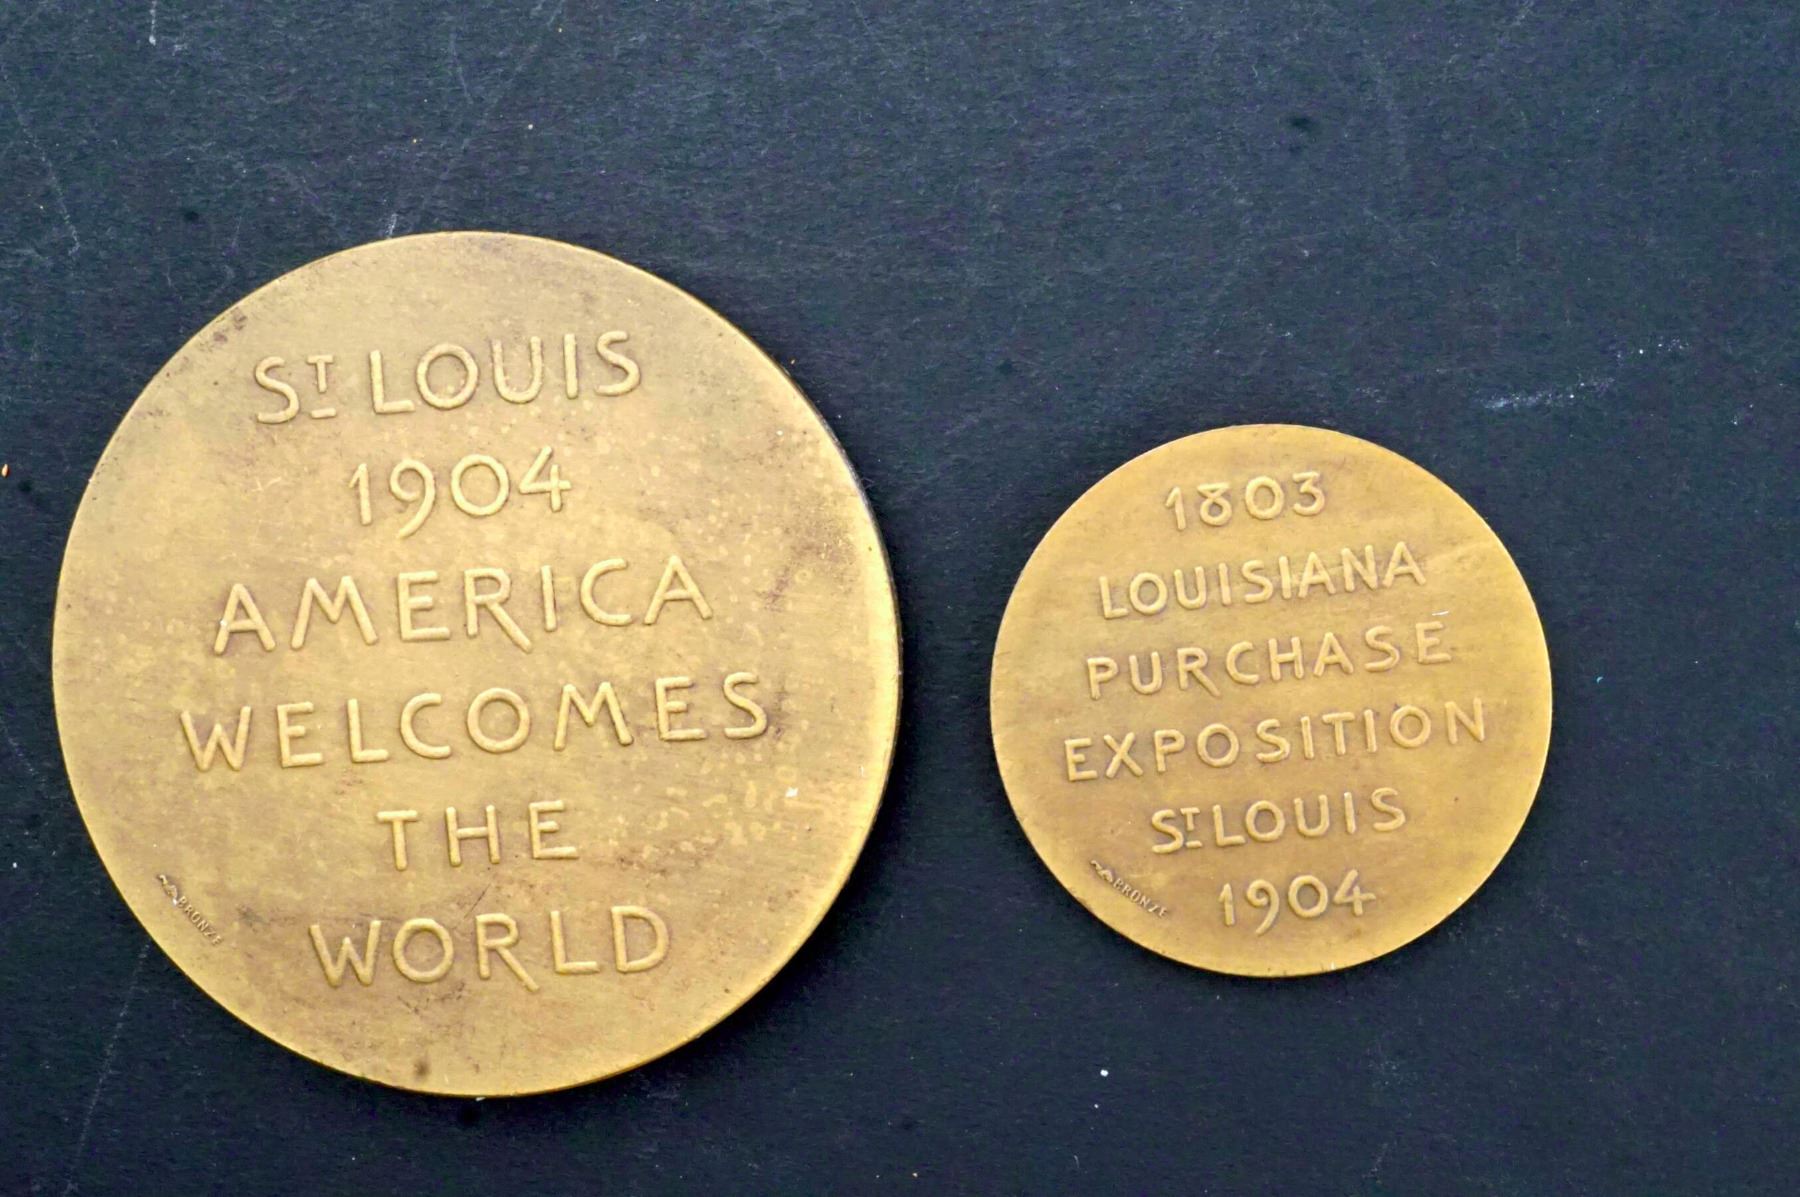 ST LOUIS
1904
AMERICA
WELCOMES
THE
WORLD
BRONZE
1803
LOUISIANA
PURCHASE
EXPOSITION
ST LOUIS
1904
BRONZE